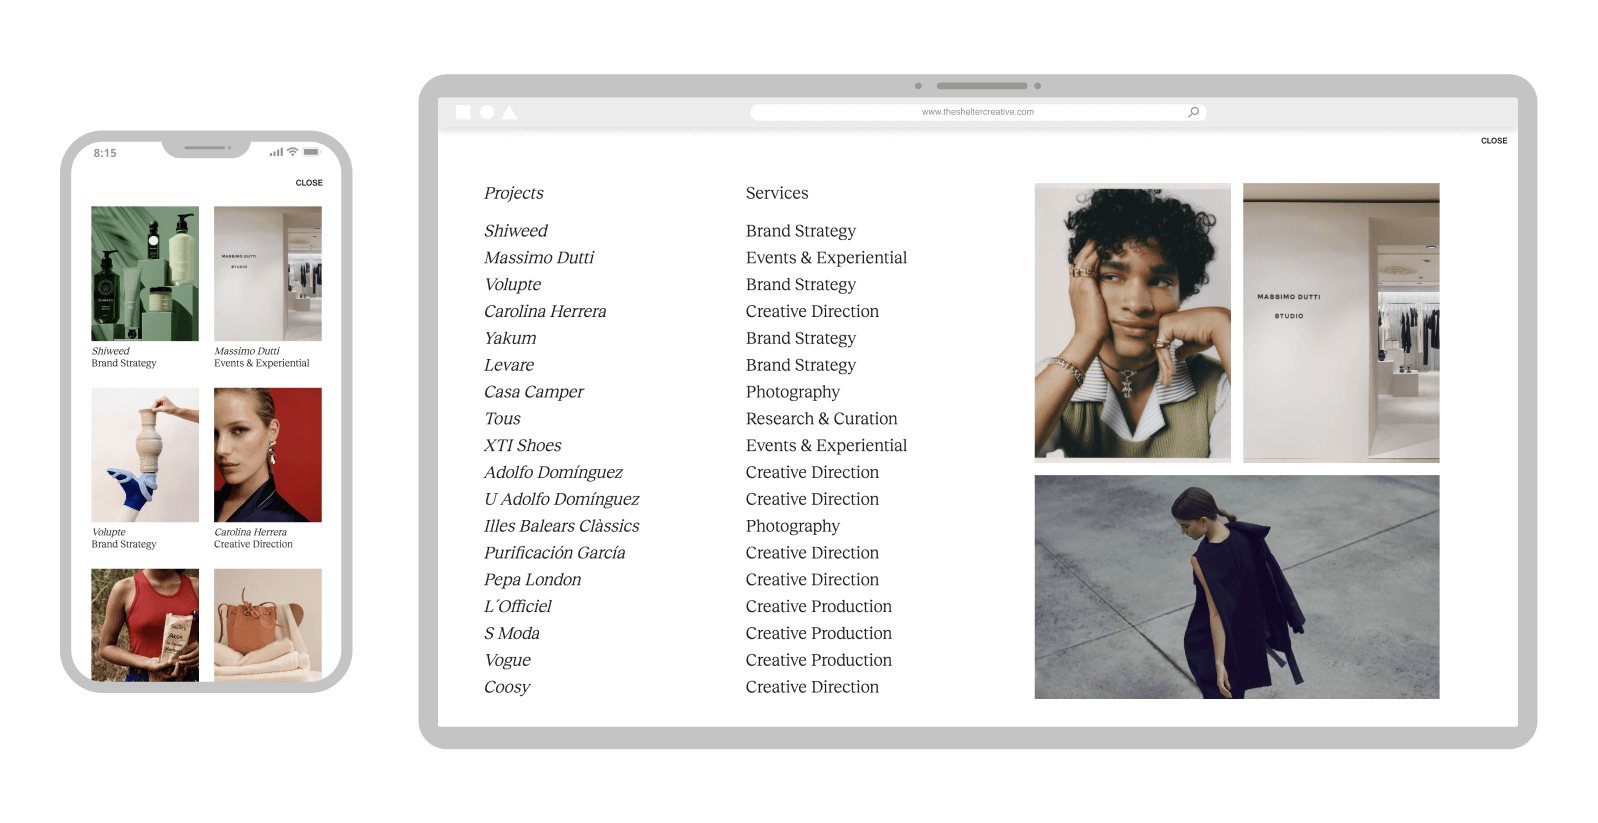 8:15
CLOSE
MASSIMO DUTTI
STUDIO
Shiweed
Brand Strategy
Massimo Dutti
Events & Experiential
Volupte
Brand Strategy
Carolina Herrera
Creative Direction
www.thesheltercreative.com
CLOSE
Projects Services
Shiweed Brand Strategy
Massimo Dutti Events & Experiential
Volupte Brand Strategy
Carolina Herrera Creative Direction
Yakum Brand Strategy
Levare Brand Strategy
Casa Camper Photography
Tous Research & Curation
XTI Shoes Events & Experiential
Adolfo Domínguez Creative Direction
U Adolfo Domínguez Creative Direction
Illes Balears Clàssics Photography
Purificación García Creative Direction
Pepa London Creative Direction
L´Officiel Creative Production
S Moda Creative Production
Vogue Creative Production
Coosy Creative Direction
MASSIMO DUTTI
STUDIO